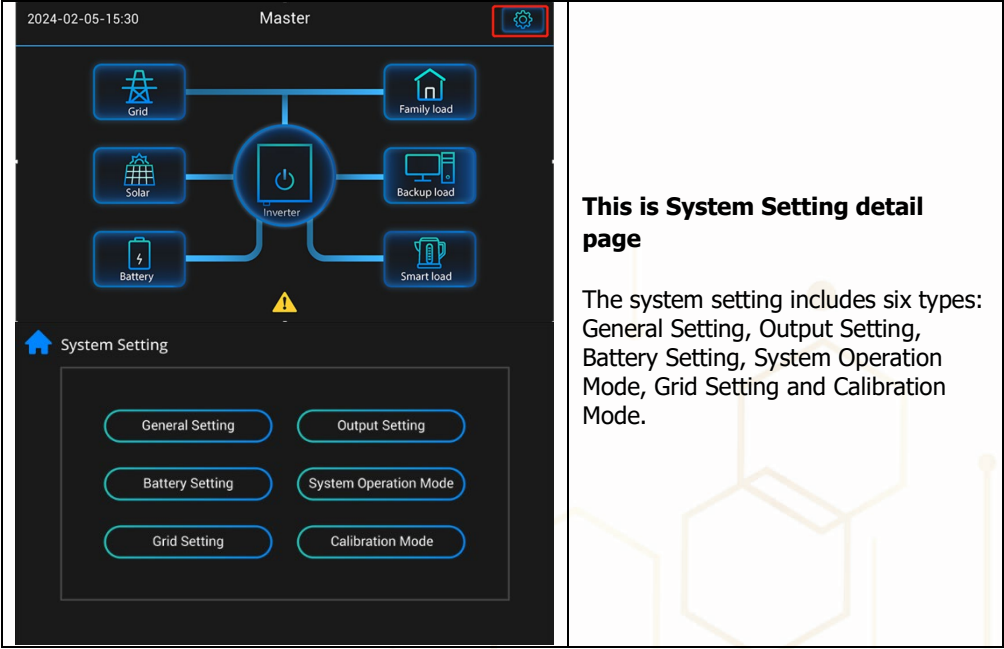 2024-02-05-15:30
Master
Grid
Family load
Solar
Inverter
Backup load
Battery
Smart load
System Setting
General Setting
Output Setting
Battery Setting
System Operation Mode
Grid Setting
Calibration Mode
This is System Setting detail
page
The system setting includes six types:
General Setting, Output Setting,
Battery Setting, System Operation
Mode, Grid Setting and Calibration
Mode.